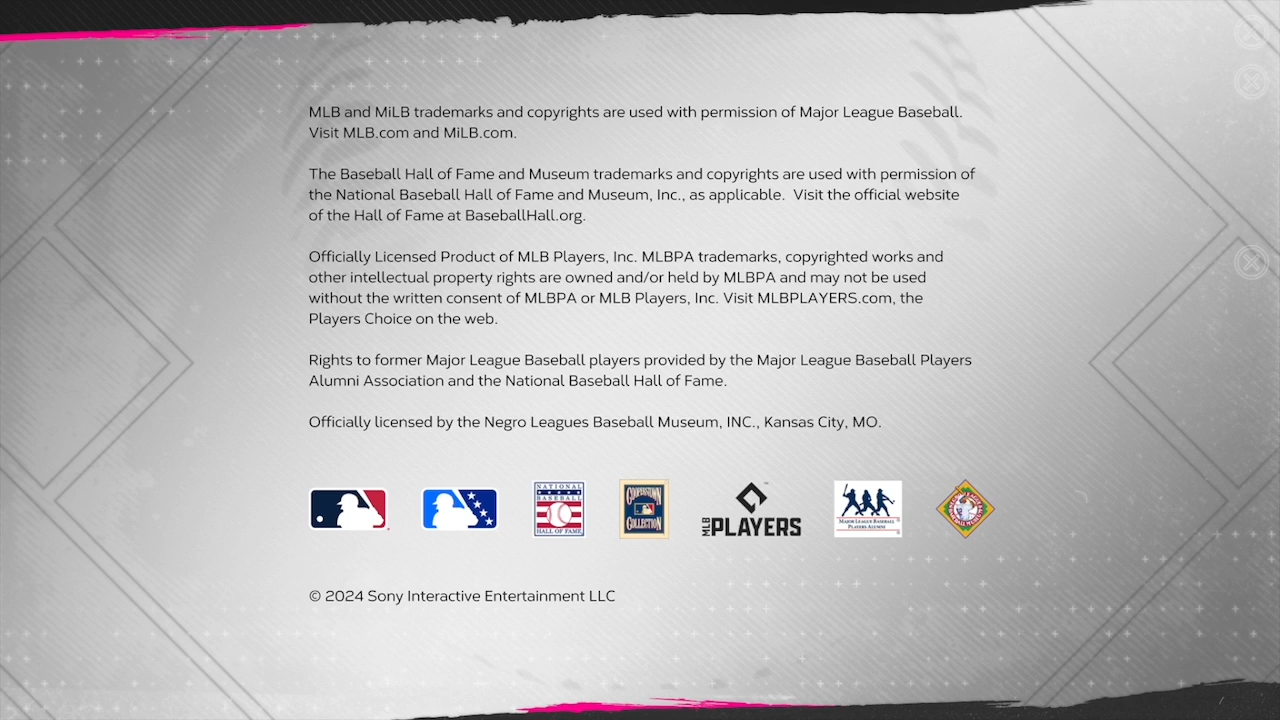 MLB and MiLB trademarks and copyrights are used with permission of Major League Baseball.
Visit MLB.com and MiLB.com.
The Baseball Hall of Fame and Museum trademarks and copyrights are used with permission of
the National Baseball Hall of Fame and Museum, Inc., as applicable.  Visit the official website
of the Hall of Fame at BaseballHall.org.
Officially Licensed Product of MLB Players, Inc. MLBPA trademarks, copyrighted works and
other intellectual property rights are owned and/or held by MLBPA and may not be used
without the written consent of MLBPA or MLB Players, Inc. Visit MLBPLAYERS.com, the
Players Choice on the web.
Rights to former Major League Baseball players provided by the Major League Baseball Players
Alumni Association and the National Baseball Hall of Fame.
Officially licensed by the Negro Leagues Baseball Museum, INC., Kansas City, MO.
NATIONAL
BASEBALL
HALL OF FAME
COOPERSTOWN
COLLECTION
MLB PLAYERS
MAJOR LEAGUE BASEBALL
PLAYERS ALUMNI
© 2024 Sony Interactive Entertainment LLC